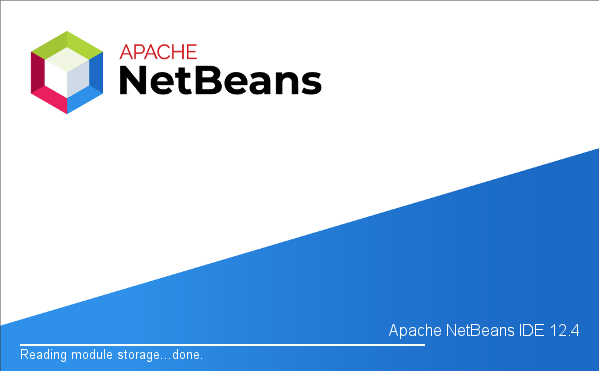 APACHE
NetBeans
Apache NetBeans IDE 12.4
Reading module storage...done.